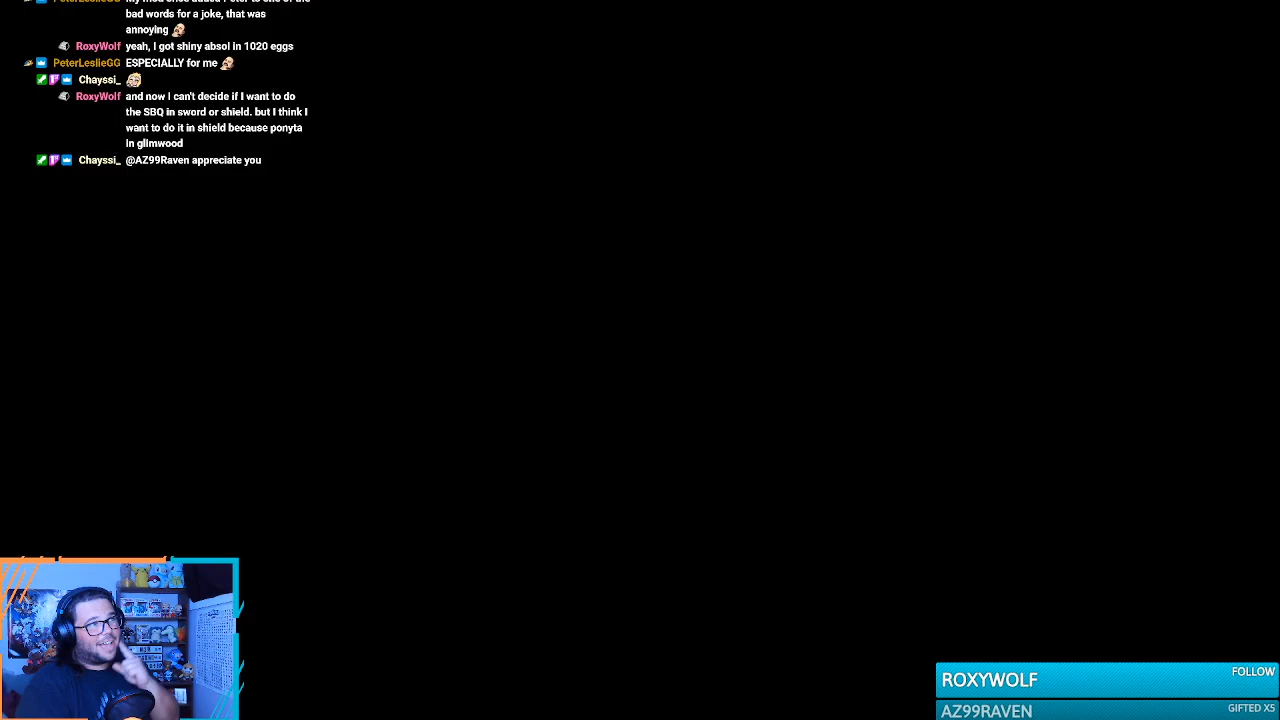 bad words for a joke, that was
annoying
RoxyWolf yeah, I got shiny absol in 1020 eggs
PeterLeslieGG ESPECIALLY for me
Chayssi_
RoxyWolf and now I can't decide if I want to do
the SBQ in sword or shield. but I think I
want to do it in shield because ponyta
in glimwood
Chayssi_ @AZ99Raven appreciate you
ROXYWOLF FOLLOW
AZ99RAVEN GIFTED X5